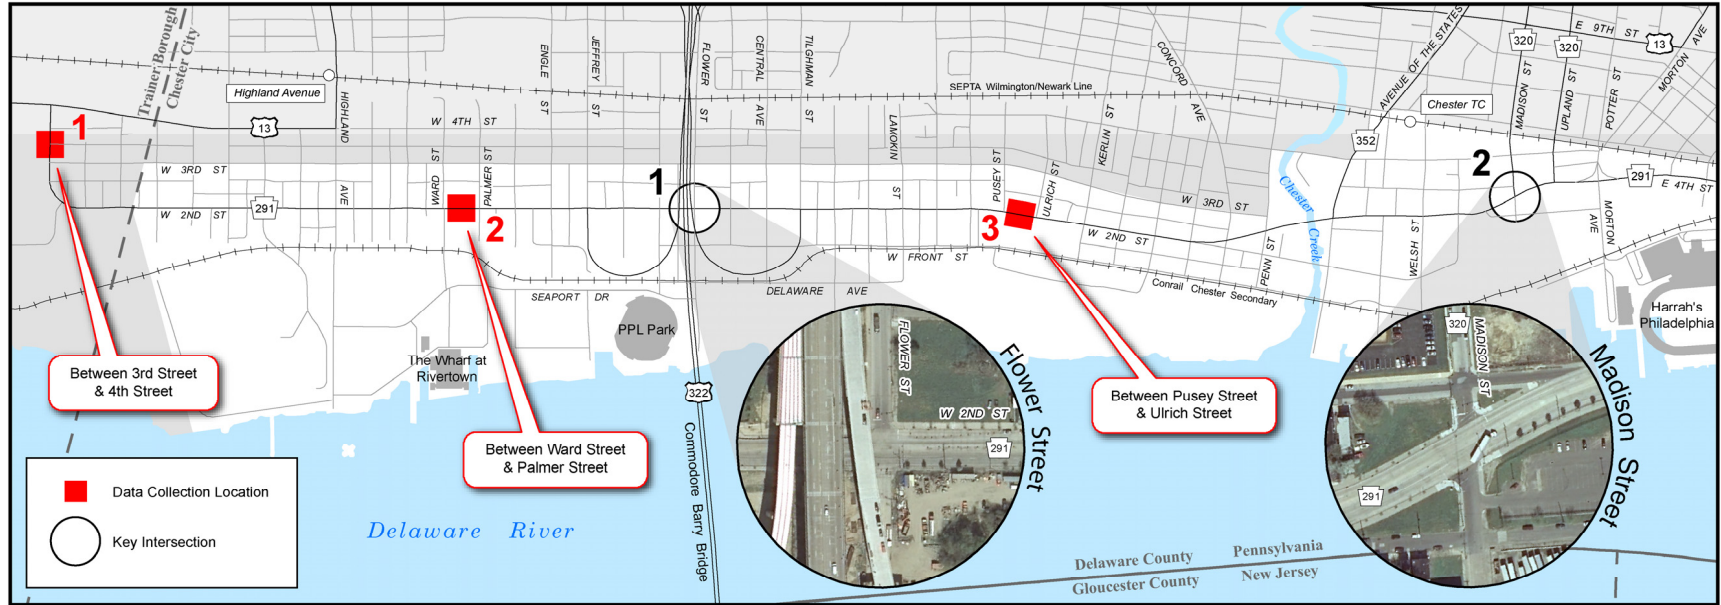 Trainer Borough
Chester City
Highland Avenue
13
HIGHLAND
AVE
ENGLE
ST
JEFFREY
ST
FLOWER
ST
CENTRAL
AVE
TILGHMAN
ST
SEPTA Wilmington/Newark Line
CONCORD
AVE
AVENUE OF THE STATES
Chester TC
320
320
E 9TH ST
13
MORTON AVE
MADISON ST
UPLAND ST
POTTER ST
352
1
W 4TH ST
W 3RD ST
291
W 2ND ST
WARD ST
PALMER ST
2
1
LAMOKIN
ST
PUSEY ST
ULRICH ST
KERLIN ST
3
W 3RD ST
W 2ND ST
W FRONT ST
PENN ST
Chester Creek
WELSH ST
2
291
E 4TH ST
MORTON
AVE
Conrail Chester Secondary
SEAPORT DR
DELAWARE AVE
PPL Park
The Wharf at
Rivertown
Harrah's
Philadelphia
322
Commodore Barry Bridge
Between 3rd Street
& 4th Street
Between Ward Street
& Palmer Street
Between Pusey Street
& Ulrich Street
FLOWER ST
W 2ND ST
291
Flower Street
320
MADISON ST
291
Madison Street
Data Collection Location
Key Intersection
Delaware River
Delaware County Pennsylvania
Gloucester County New Jersey